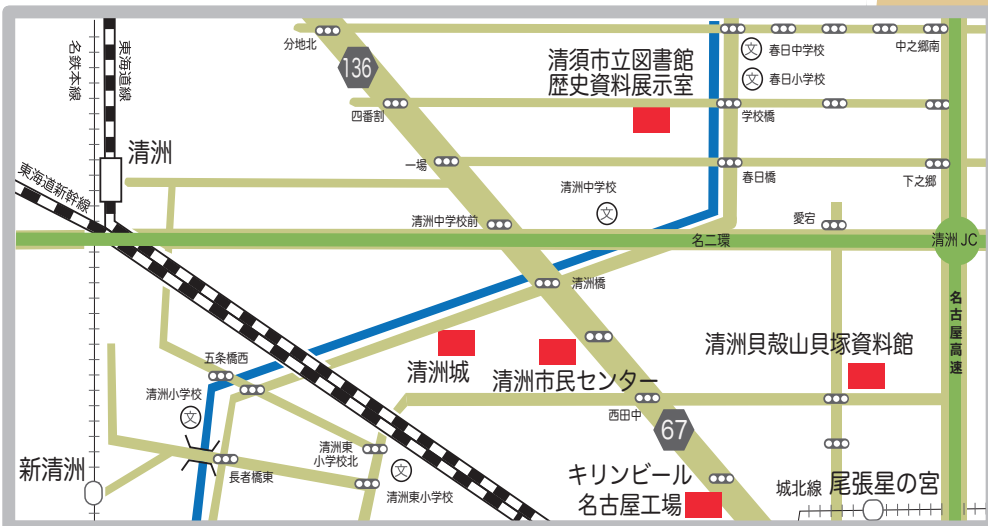 分地北
136
東海道線
名鉄本線
清須市立図書館
歴史資料展示室
文
春日中学校
文
春日小学校
中之郷南
四番割
学校橋
清洲
一場
春日橋
下之郷
東海道新幹線
清洲中学校
文
清洲中学校前
愛宕
名二環
清洲JC
清洲橋
名古屋高速
清洲城
清洲市民センター
清洲貝殻山貝塚資料館
五条橋西
清洲小学校
文
西田中
67
清洲東
小学校北
文
清洲東小学校
長者橋東
新清洲
キリンビール
名古屋工場
城北線
尾張星の宮